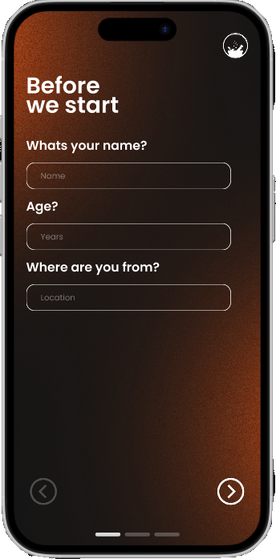 Before
we start
Whats your name?
Name
Age?
Years
Where are you from?
Location